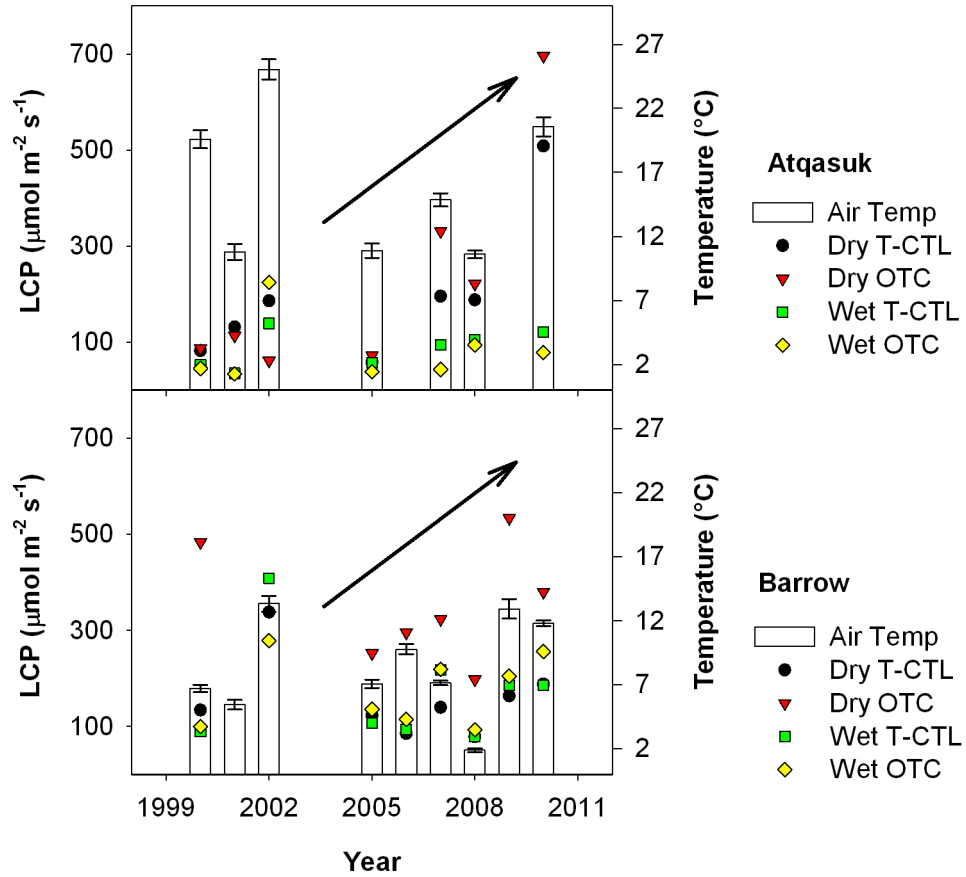 700
500
300
100
LCP (μmol m⁻² s⁻¹)
27
22
17
12
7
2
Temperature (°C)
Atqasuk
Air Temp
Dry T-CTL
Dry OTC
Wet T-CTL
Wet OTC
700
500
300
100
LCP (μmol m⁻² s⁻¹)
27
22
17
12
7
2
Temperature (°C)
Barrow
Air Temp
Dry T-CTL
Dry OTC
Wet T-CTL
Wet OTC
1999 2002 2005 2008 2011
Year